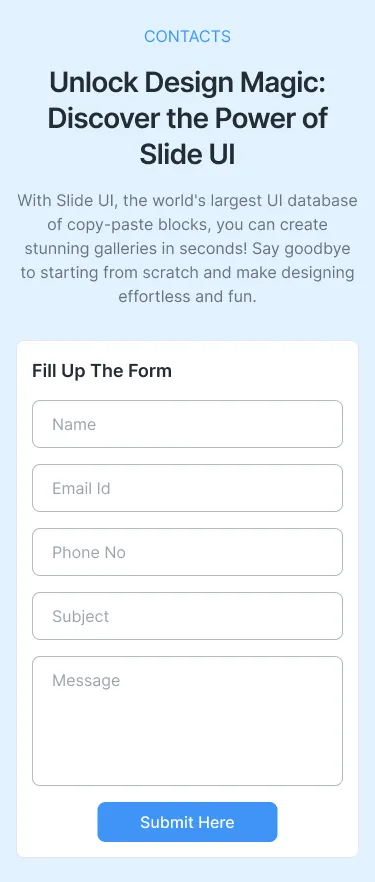 CONTACTS
Unlock Design Magic:
Discover the Power of
Slide UI
With Slide UI, the world's largest UI database
of copy-paste blocks, you can create
stunning galleries in seconds! Say goodbye
to starting from scratch and make designing
effortless and fun.
Fill Up The Form
Name
Email Id
Phone No
Subject
Message
Submit Here